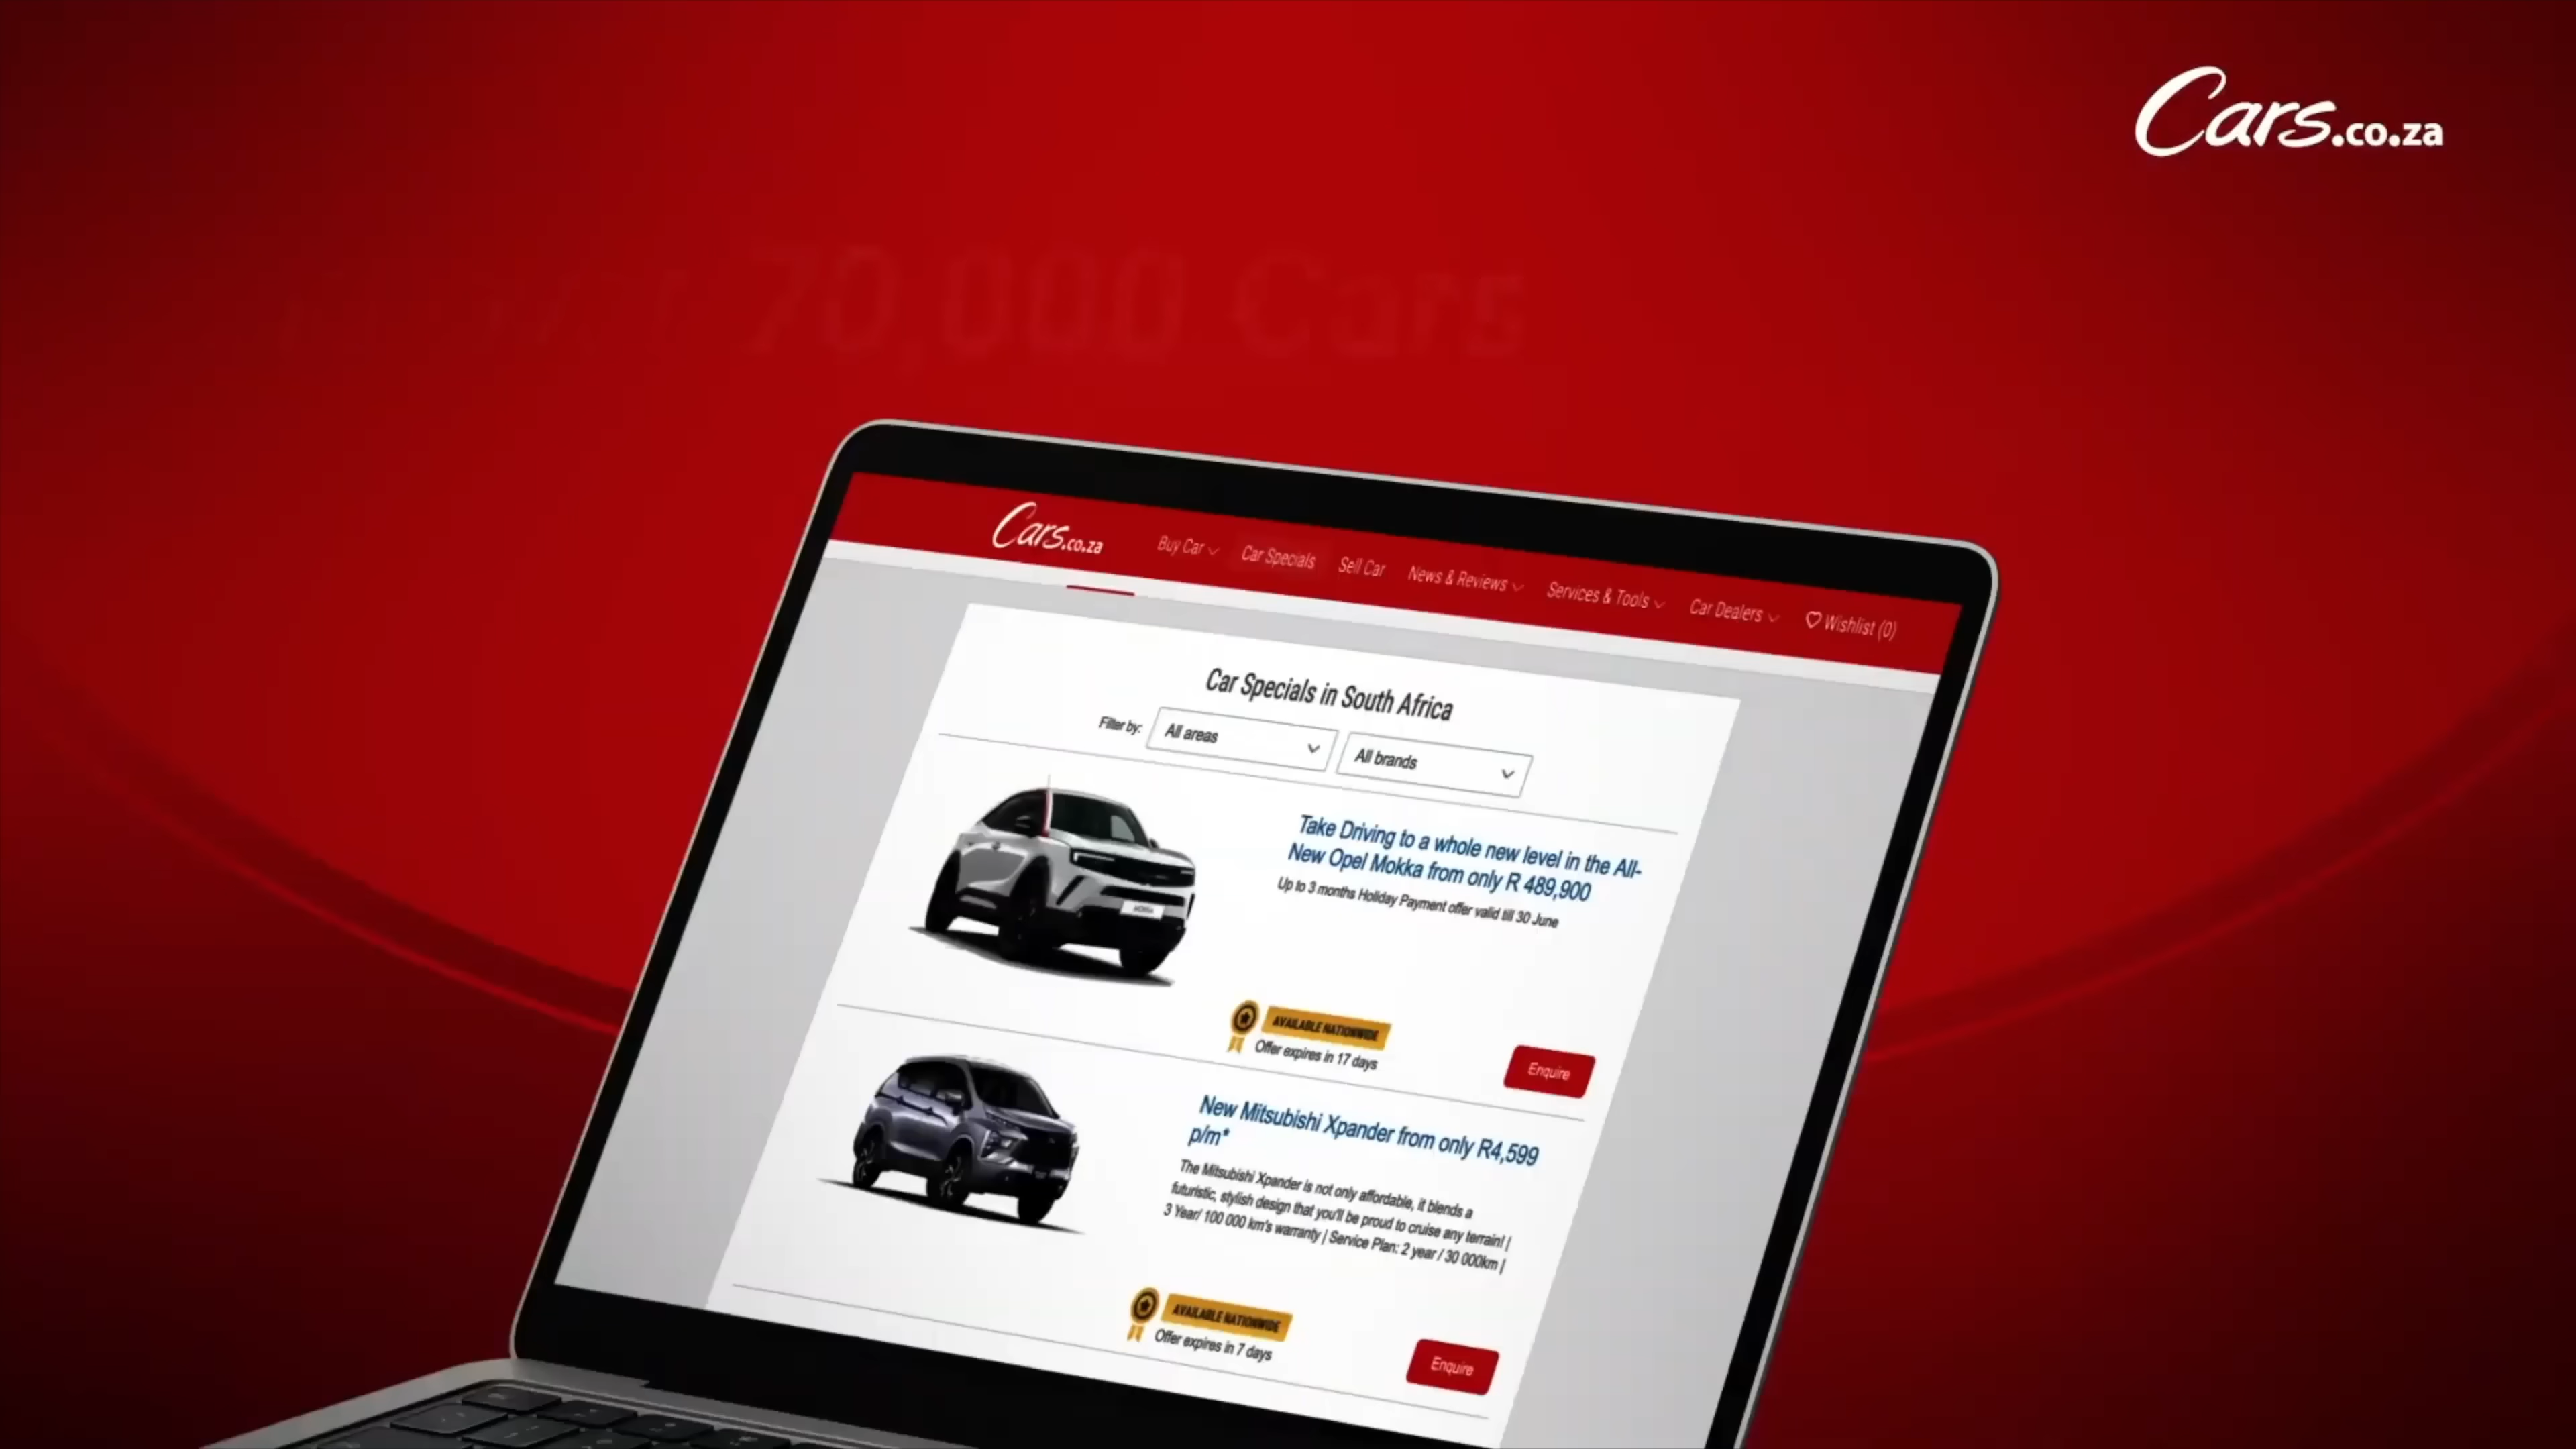 Cars.co.za
70,000 Cars
Cars.co.za
Buy Car
Car Specials
Sell Car
News & Reviews
Services & Tools
Car Dealers
Wishlist (0)
Car Specials in South Africa
Filter by:
All areas
All brands
Take Driving to a whole new level in the All-
New Opel Mokka from only R 489,900
Up to 3 months Holiday Payment offer valid till 30 June
AVAILABLE NATIONWIDE
Offer expires in 17 days
Enquire
New Mitsubishi Xpander from only R4,599
p/m*
The Mitsubishi Xpander is not only affordable, it blends a
futuristic, stylish design that you'll be proud to cruise any terrain! |
3 Year/ 100 000 km's warranty | Service Plan: 2 year / 30 000km |
AVAILABLE NATIONWIDE
Offer expires in 7 days
Enquire